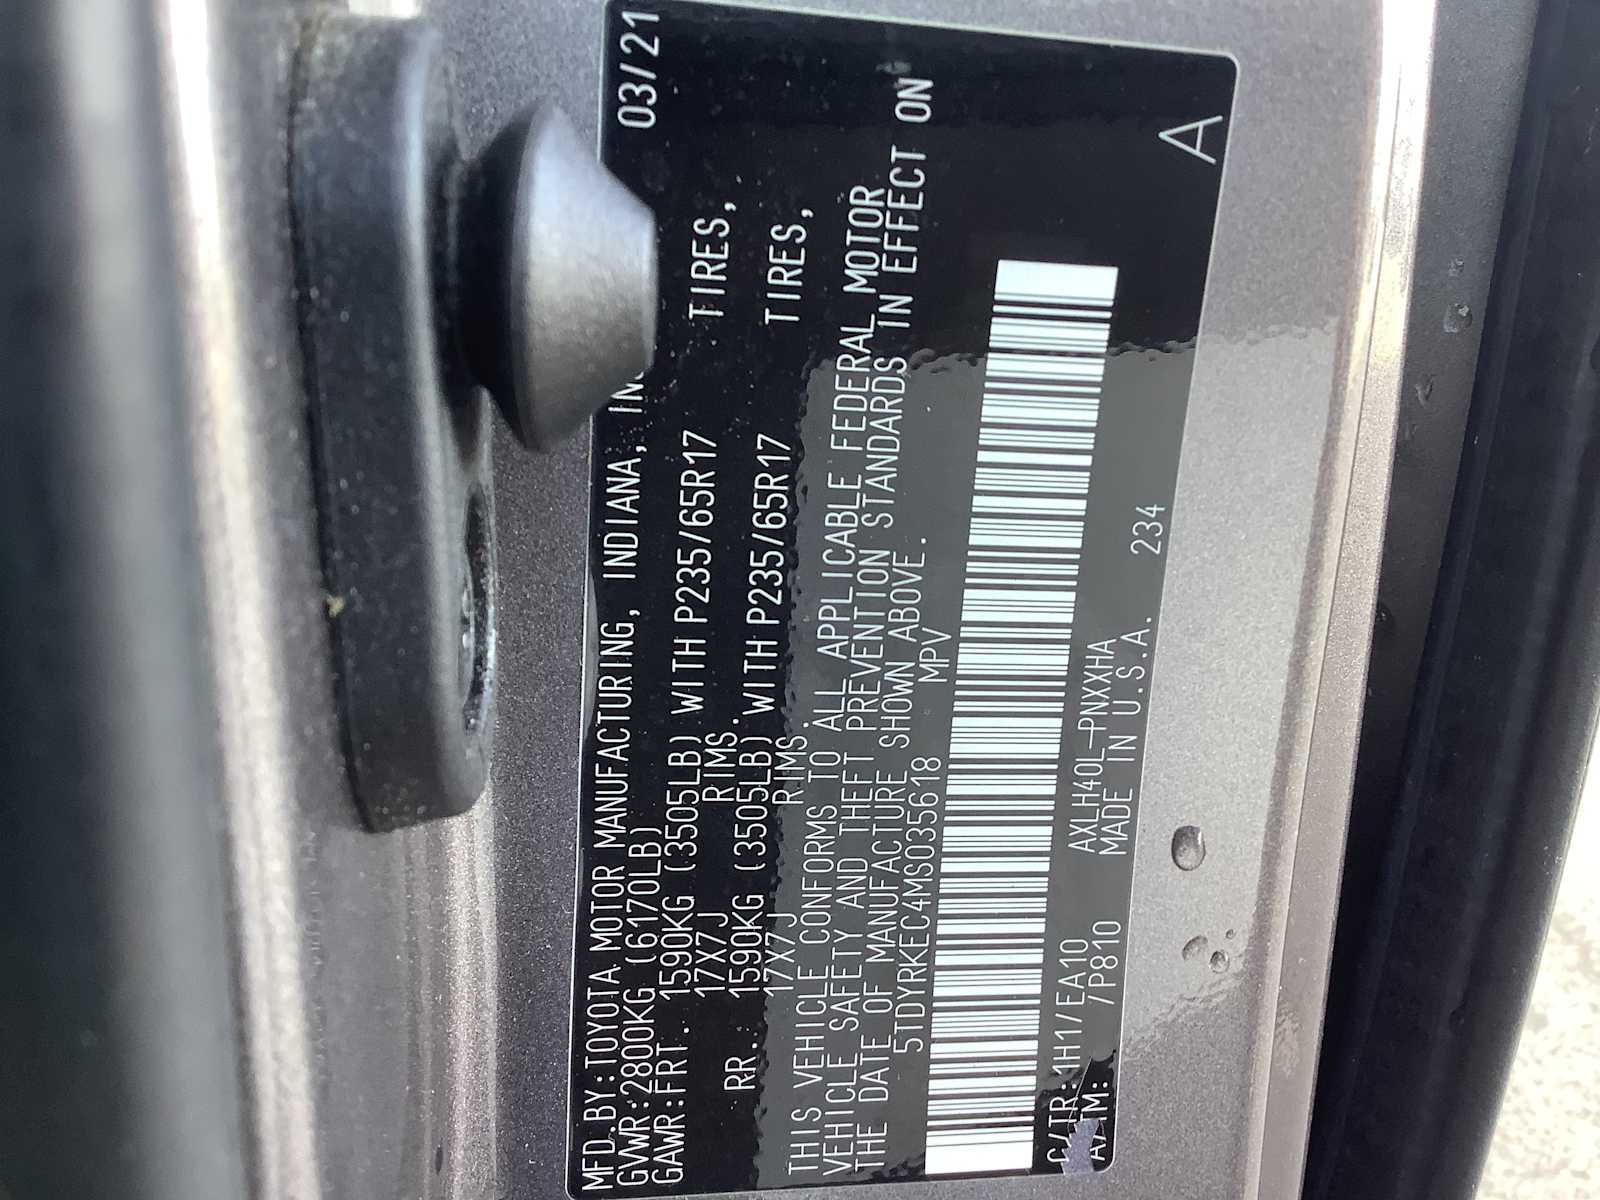 MFD.BY:TOYOTA MOTOR MANUFACTURING, INDIANA, 03/21
GVWR:2800KG (6170LB)
GAWR:FRT. 1590KG (3505LB) WITH P235/65R17 TIRES,
17X7J RIMS.
RR. 1590KG (3505LB) WITH P235/65R17 TIRES,
17X7J RIMS.
THIS VEHICLE CONFORMS TO ALL APPLICABLE FEDERAL MOTOR
VEHICLE SAFETY AND THEFT PREVENTION STANDARDS IN EFFECT ON
THE DATE OF MANUFACTURE SHOWN ABOVE.
5TDYRKEC4MS035618 MPV
C/TR:1H1/EA10 AXLH40L-PNXXHA
A/TM: /P810 MADE IN U.S.A. 234
A